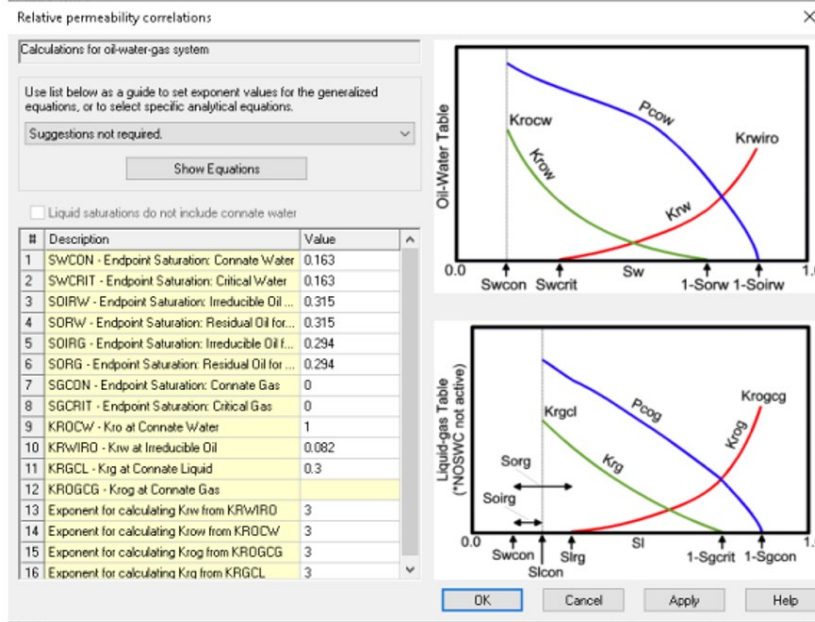 Relative permeability correlations
Calculations for oil-water-gas system
Use list below as a guide to set exponent values for the generalized
equations, or to select specific analytical equations.
Suggestions not required.
Show Equations
Liquid saturations do not include connate water
# Description Value
1 SWCON - Endpoint Saturation: Connate Water 0.163
2 SWCRIT - Endpoint Saturation: Critical Water 0.163
3 SOIRW - Endpoint Saturation: Irreducible Oil ... 0.315
4 SORW - Endpoint Saturation: Residual Oil for... 0.315
5 SOIRG - Endpoint Saturation: Irreducible Oil f... 0.294
6 SORG - Endpoint Saturation: Residual Oil for ... 0.294
7 SGCON - Endpoint Saturation: Connate Gas 0
8 SGCRIT - Endpoint Saturation: Critical Gas 0
9 KROCW - Kro at Connate Water 1
10 KRWIRO - Krw at Irreducible Oil 0.082
11 KRGCL - Krg at Connate Liquid 0.3
12 KROGCG - Krog at Connate Gas
13 Exponent for calculating Krw from KRWIRO 3
14 Exponent for calculating Krow from KROCW 3
15 Exponent for calculating Krog from KROGCG 3
16 Exponent for calculating Krg from KRGCL 3
Oil-Water Table
Krocw
Krow
Pcow
Krwiro
Krw
0.0
Sw
1.
Swcon Swcrit 1-Sorw 1-Soirw
Liquid-gas Table
(*NOSWC not active)
Krgcl
Pcog
Krogcg
Krog
Krg
Sorg
Soirg
0.0
Sl
1.
Swcon Slrg 1-Sgcrit 1-Sgcon
Slcon
OK Cancel Apply Help